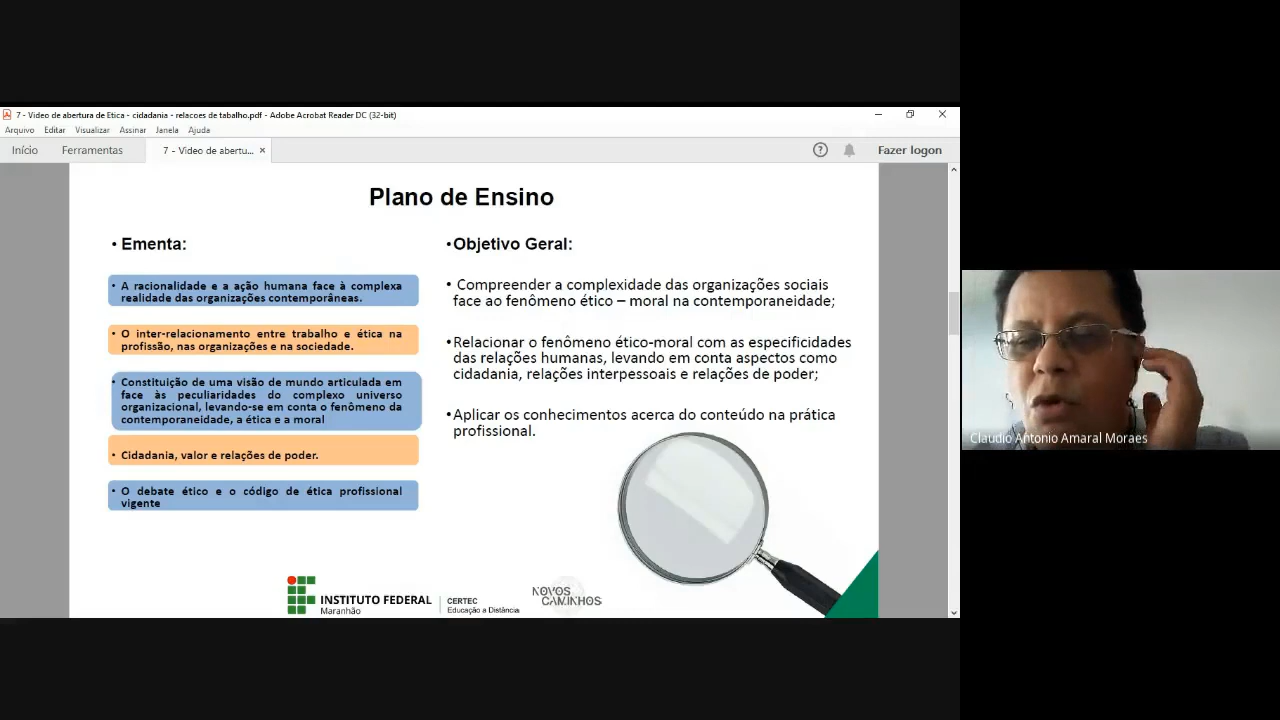 7 - Video de abertura de Etica - cidadania - relacoes de tabalho.pdf - Adobe Acrobat Reader DC (32-bit)
Arquivo Editar Visualizar Assinar Janela Ajuda
Início Ferramentas 7 - Video de abertu... × ? Fazer logon
Plano de Ensino
• Ementa:
• A racionalidade e a ação humana face à complexa
realidade das organizações contemporâneas.
• O inter-relacionamento entre trabalho e ética na
profissão, nas organizações e na sociedade.
• Constituição de uma visão de mundo articulada em
face às peculiaridades do complexo universo
organizacional, levando-se em conta o fenômeno da
contemporaneidade, a ética e a moral
• Cidadania, valor e relações de poder.
• O debate ético e o código de ética profissional
vigente
•Objetivo Geral:
• Compreender a complexidade das organizações sociais
face ao fenômeno ético – moral na contemporaneidade;
•Relacionar o fenômeno ético-moral com as especificidades
das relações humanas, levando em conta aspectos como
cidadania, relações interpessoais e relações de poder;
•Aplicar os conhecimentos acerca do conteúdo na prática
profissional.
INSTITUTO FEDERAL
Maranhão
CERTEC
Educação a Distância
NOVOS
CAMINHOS
Claudio Antonio Amaral Moraes